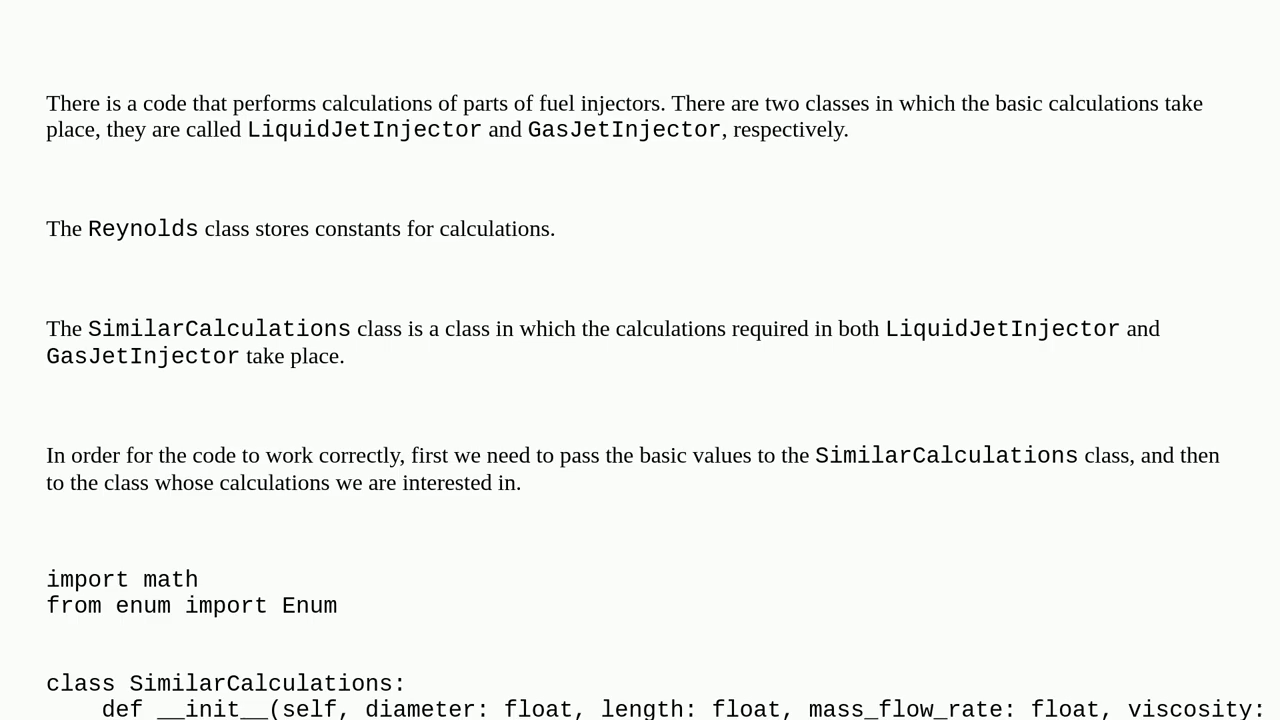 There is a code that performs calculations of parts of fuel injectors. There are two classes in which the basic calculations take
place, they are called LiquidJetInjector and GasJetInjector, respectively.
The Reynolds class stores constants for calculations.
The SimilarCalculations class is a class in which the calculations required in both LiquidJetInjector and
GasJetInjector take place.
In order for the code to work correctly, first we need to pass the basic values to the SimilarCalculations class, and then
to the class whose calculations we are interested in.
import math
from enum import Enum
class SimilarCalculations:
    def __init__(self, diameter: float, length: float, mass_flow_rate: float, viscosity: